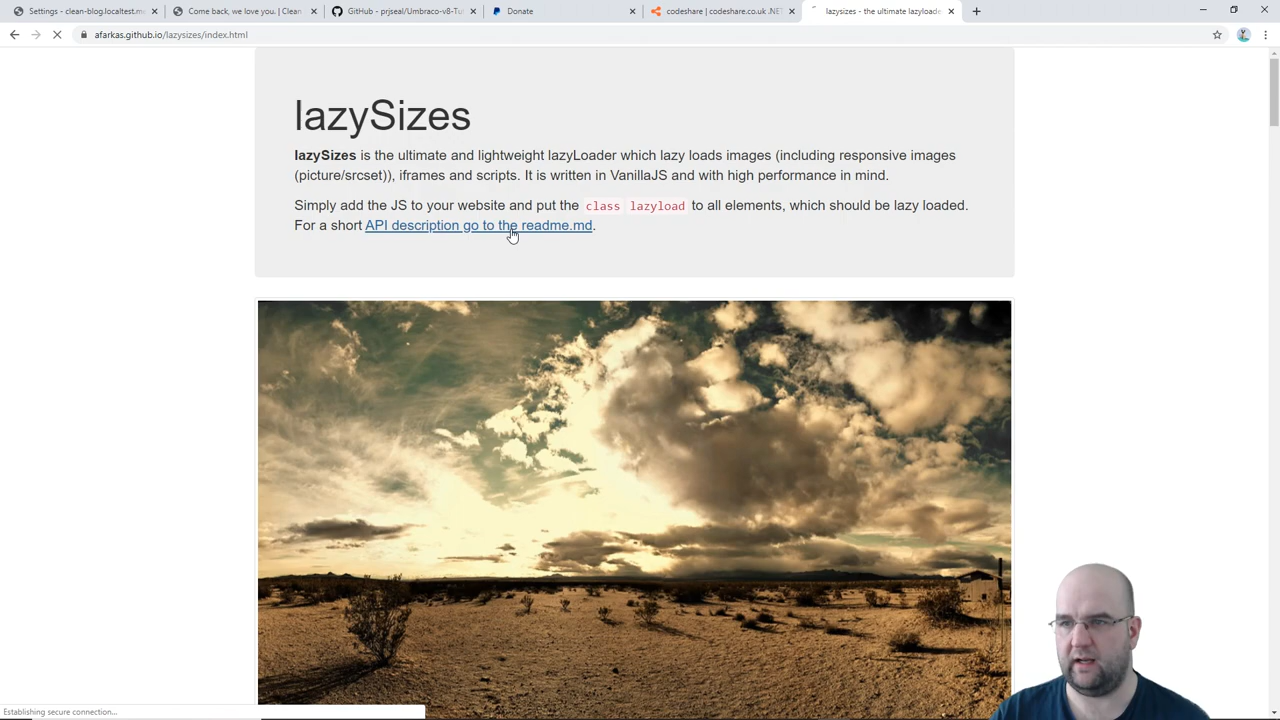 Settings - clean-blog.localtest.m
Come back, we love you. | Clean
GitHub - prjseal/Umbraco-v8-Tu
Donate
codeshare | codeshare.co.uk .NET
lazysizes - the ultimate lazyloade
afarkas.github.io/lazysizes/index.html
lazySizes
lazySizes is the ultimate and lightweight lazyLoader which lazy loads images (including responsive images
(picture/srcset)), iframes and scripts. It is written in VanillaJS and with high performance in mind.
Simply add the JS to your website and put the class lazyload to all elements, which should be lazy loaded.
For a short API description go to the readme.md.
Establishing secure connection...